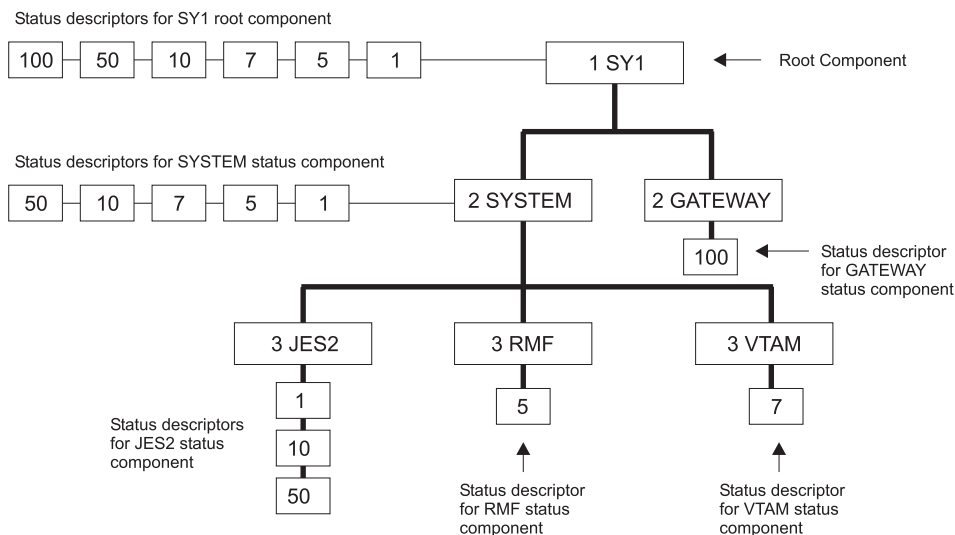 Status descriptors for SY1 root component
100 50 10 7 5 1 1 SY1 Root Component
Status descriptors for SYSTEM status component
50 10 7 5 1 2 SYSTEM 2 GATEWAY
100
Status descriptor
for GATEWAY
status component
3 JES2 3 RMF 3 VTAM
1 5 7
Status descriptors
for JES2 status
component
10
50
Status descriptor
for RMF status
component
Status descriptor
for VTAM status
component